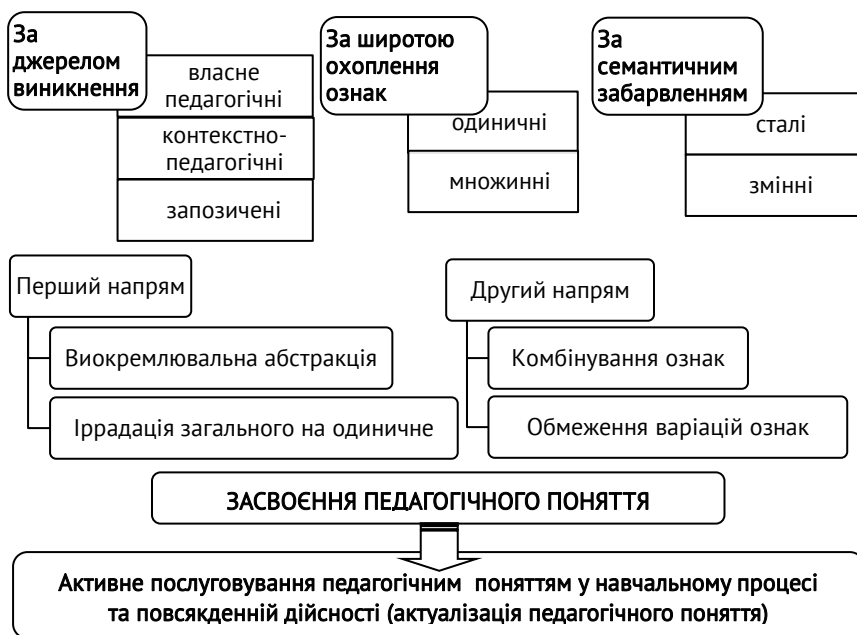 За
джерелом
виникнення
власне
педагогічні
контекстно-
педагогічні
запозичені
За широтою
охоплення
ознак
одиничні
множинні
За
семантичним
забарвленням
сталі
змінні
Перший напрям
Виокремлювальна абстракція
Іррадація загального на одиничне
Другий напрям
Комбінування ознак
Обмеження варіацій ознак
ЗАСВОЄННЯ ПЕДАГОГІЧНОГО ПОНЯТТЯ
Активне послуговування педагогічним поняттям у навчальному процесі
та повсякденній дійсності (актуалізація педагогічного поняття)